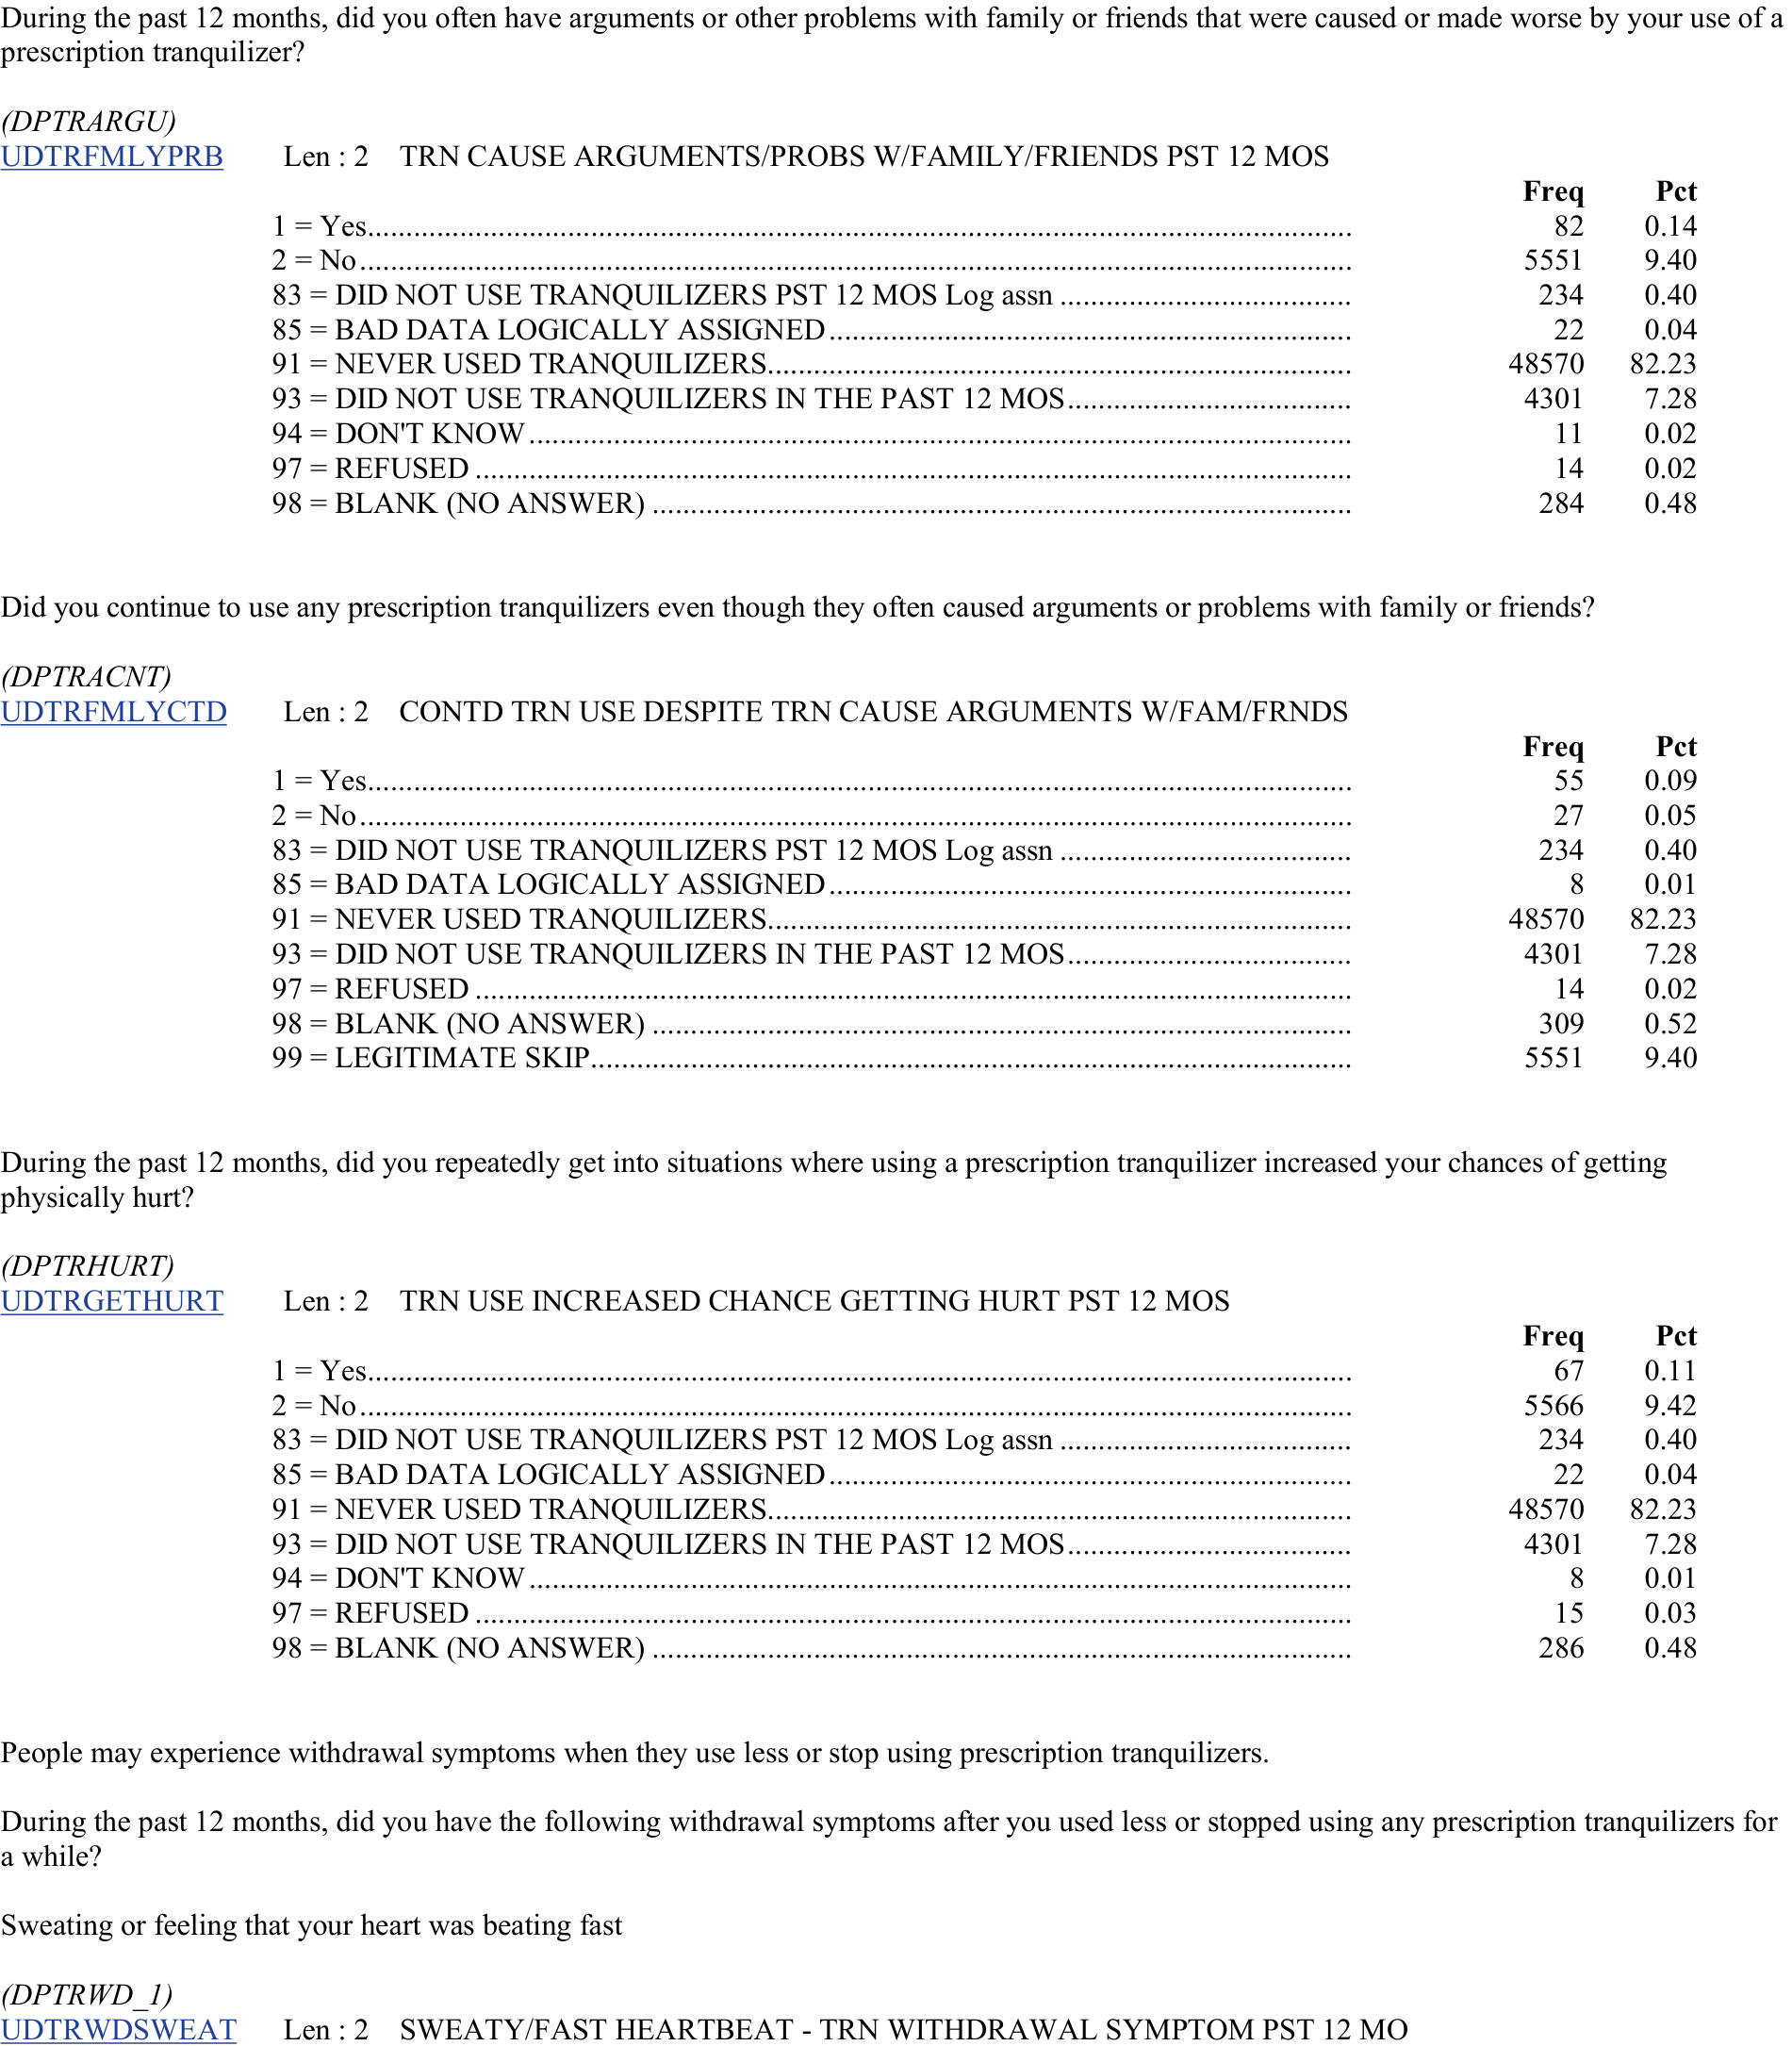 During the past 12 months, did you often have arguments or other problems with family or friends that were caused or made worse by your use of a
prescription tranquilizer?
(DPTRARGU)
UDTRFMLYPRB Len : 2 TRN CAUSE ARGUMENTS/PROBS W/FAMILY/FRIENDS PST 12 MOS
Freq Pct
1 = Yes 82 0.14
2 = No 5551 9.40
83 = DID NOT USE TRANQUILIZERS PST 12 MOS Log assn 234 0.40
85 = BAD DATA LOGICALLY ASSIGNED 22 0.04
91 = NEVER USED TRANQUILIZERS 48570 82.23
93 = DID NOT USE TRANQUILIZERS IN THE PAST 12 MOS 4301 7.28
94 = DON'T KNOW 11 0.02
97 = REFUSED 14 0.02
98 = BLANK (NO ANSWER) 284 0.48
Did you continue to use any prescription tranquilizers even though they often caused arguments or problems with family or friends?
(DPTRACNT)
UDTRFMLYCTD Len : 2 CONTD TRN USE DESPITE TRN CAUSE ARGUMENTS W/FAM/FRNDS
Freq Pct
1 = Yes 55 0.09
2 = No 27 0.05
83 = DID NOT USE TRANQUILIZERS PST 12 MOS Log assn 234 0.40
85 = BAD DATA LOGICALLY ASSIGNED 8 0.01
91 = NEVER USED TRANQUILIZERS 48570 82.23
93 = DID NOT USE TRANQUILIZERS IN THE PAST 12 MOS 4301 7.28
97 = REFUSED 14 0.02
98 = BLANK (NO ANSWER) 309 0.52
99 = LEGITIMATE SKIP 5551 9.40
During the past 12 months, did you repeatedly get into situations where using a prescription tranquilizer increased your chances of getting
physically hurt?
(DPTRHURT)
UDTRGETHURT Len : 2 TRN USE INCREASED CHANCE GETTING HURT PST 12 MOS
Freq Pct
1 = Yes 67 0.11
2 = No 5566 9.42
83 = DID NOT USE TRANQUILIZERS PST 12 MOS Log assn 234 0.40
85 = BAD DATA LOGICALLY ASSIGNED 22 0.04
91 = NEVER USED TRANQUILIZERS 48570 82.23
93 = DID NOT USE TRANQUILIZERS IN THE PAST 12 MOS 4301 7.28
94 = DON'T KNOW 8 0.01
97 = REFUSED 15 0.03
98 = BLANK (NO ANSWER) 286 0.48
People may experience withdrawal symptoms when they use less or stop using prescription tranquilizers.
During the past 12 months, did you have the following withdrawal symptoms after you used less or stopped using any prescription tranquilizers for
a while?
Sweating or feeling that your heart was beating fast
(DPTRWD_1)
UDTRWDSWEAT Len : 2 SWEATY/FAST HEARTBEAT - TRN WITHDRAWAL SYMPTOM PST 12 MO